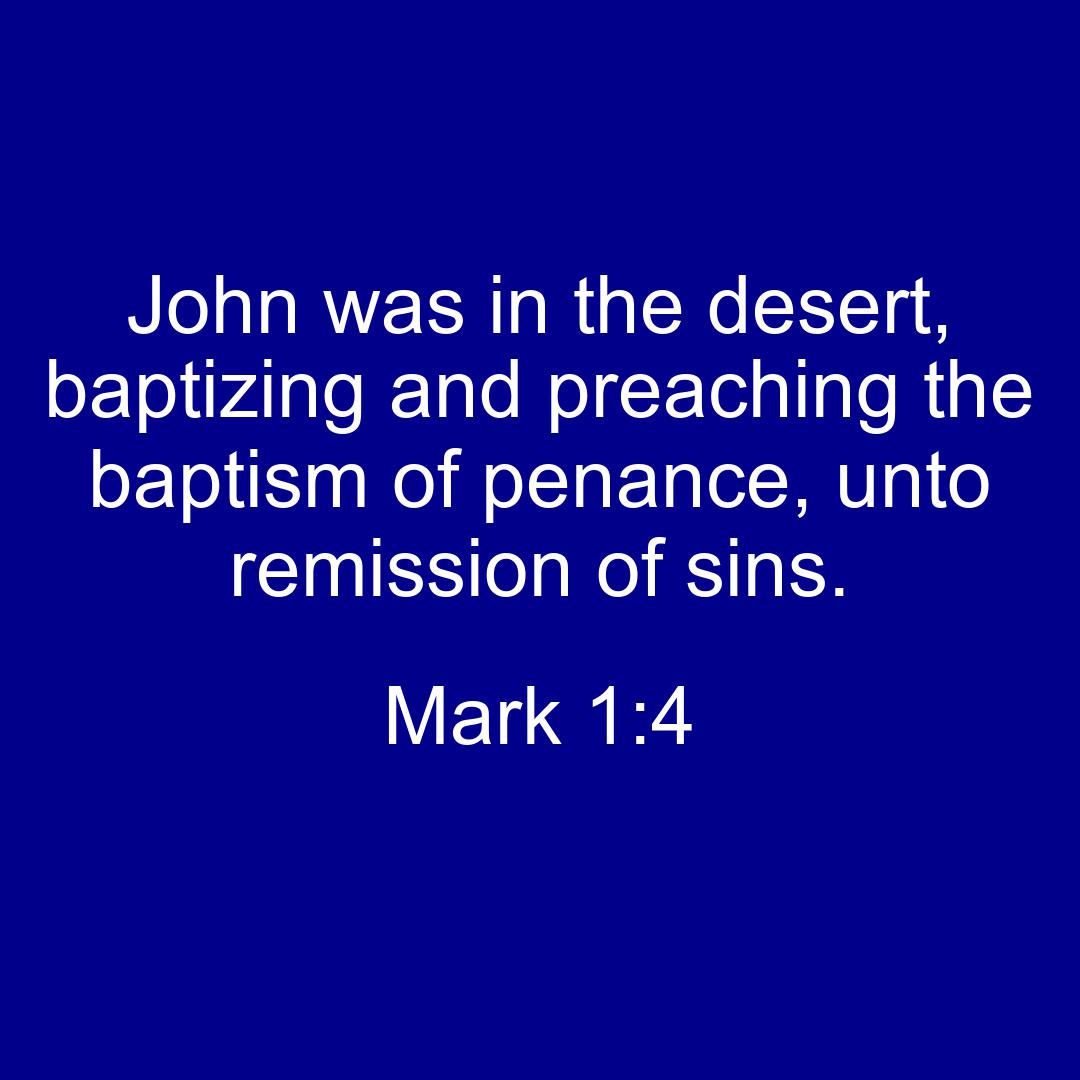 John was in the desert,
baptizing and preaching the
baptism of penance, unto
remission of sins.
Mark 1:4